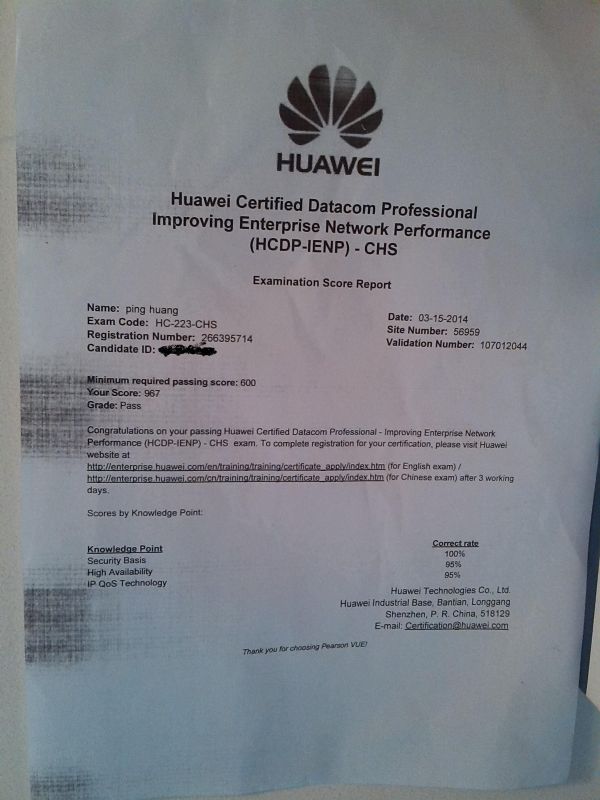 HUAWEI
Huawei Certified Datacom Professional
Improving Enterprise Network Performance
(HCDP-IENP) - CHS
Examination Score Report
Name: ping huang
Exam Code: HC-223-CHS
Registration Number: 266395714
Candidate ID:
Date: 03-15-2014
Site Number: 56959
Validation Number: 107012044
Minimum required passing score: 600
Your Score: 967
Grade: Pass
Congratulations on your passing Huawei Certified Datacom Professional - Improving Enterprise Network
Performance (HCDP-IENP) - CHS exam. To complete registration for your certification, please visit Huawei
website at
http://enterprise.huawei.com/en/training/training/certificate_apply/index.htm (for English exam) /
http://enterprise.huawei.com/cn/training/training/certificate_apply/index.htm (for Chinese exam) after 3 working
days.
Scores by Knowledge Point:
Knowledge Point Correct rate
Security Basis 100%
High Availability 95%
IP QoS Technology 95%
Huawei Technologies Co., Ltd.
Huawei Industrial Base, Bantian, Longgang
Shenzhen, P. R. China, 518129
E-mail: Certification@huawei.com
Thank you for choosing Pearson VUE!